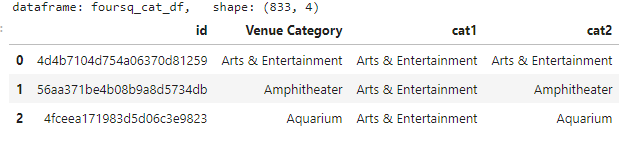 dataframe: foursq_cat_df,   shape: (833, 4)
id Venue Category cat1 cat2
0 4d4b7104d754a06370d81259 Arts & Entertainment Arts & Entertainment Arts & Entertainment
1 56aa371be4b08b9a8d5734db Amphitheater Arts & Entertainment Amphitheater
2 4fceea171983d5d06c3e9823 Aquarium Arts & Entertainment Aquarium